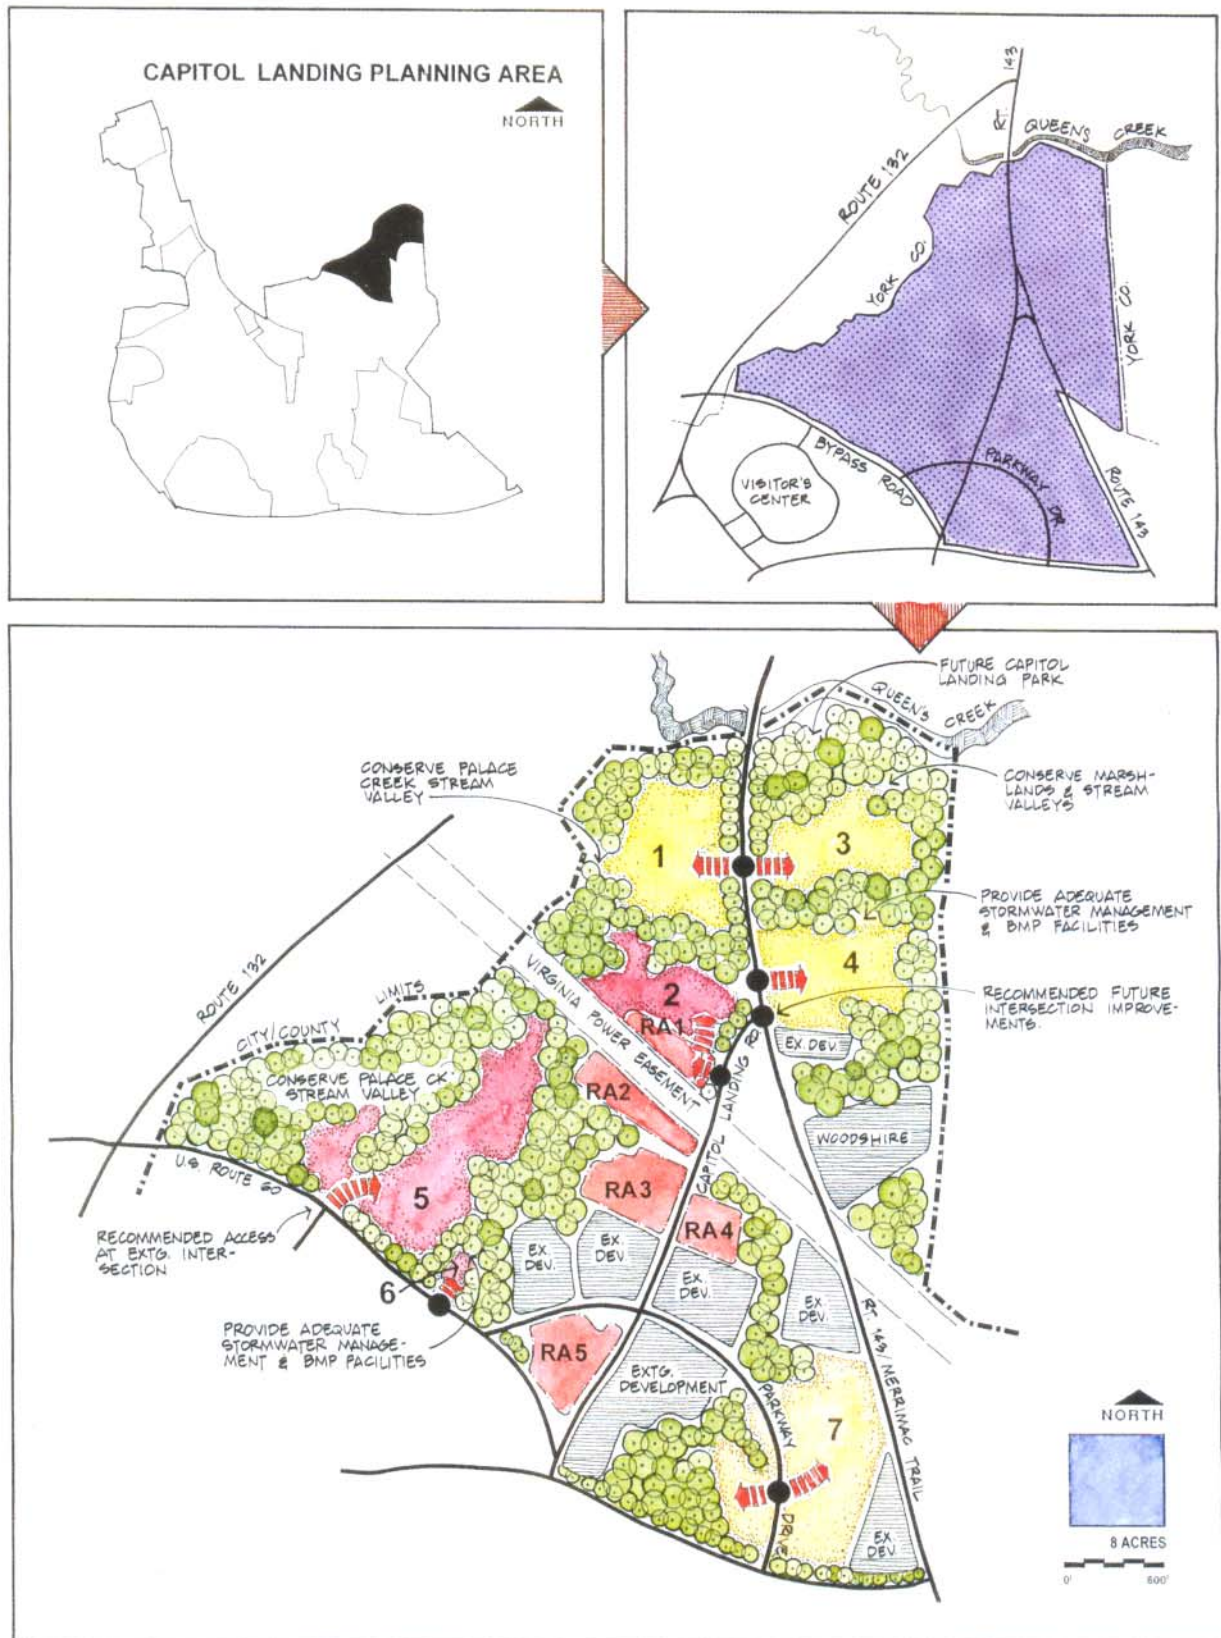 CAPITOL LANDING PLANNING AREA
NORTH
RT. 143
QUEENS CREEK
ROUTE 132
YORK CO.
YORK CO.
BYPASS ROAD
PARKWAY DR.
VISITOR'S
CENTER
ROUTE 143
FUTURE CAPITOL
LANDING PARK
QUEEN'S
CREEK
CONSERVE PALACE
CREEK STREAM
VALLEY
CONSERVE MARSH-
LANDS & STREAM
VALLEYS
1
3
PROVIDE ADEQUATE
STORMWATER MANAGEMENT
& BMP FACILITIES
4
2
RA1
VIRGINIA POWER EASEMENT
RECOMMENDED FUTURE
INTERSECTION IMPROVE-
MENTS.
EX. DEV.
ROUTE 132
CITY/COUNTY LIMITS
CONSERVE PALACE CK.
STREAM VALLEY
RA2
CAPITOL LANDING RD.
WOODSHIRE
U.S. ROUTE 60
5
RA3
RA4
RECOMMENDED ACCESS
AT EXTG. INTER-
SECTION
EX.
DEV.
EX.
DEV.
EX.
DEV.
EX.
DEV.
6
RT. 143/MERRIMAC TRAIL
PROVIDE ADEQUATE
STORMWATER MANAGE-
MENT & BMP FACILITIES
RA5
EXTG.
DEVELOPMENT
PARKWAY DRIVE
7
EX.
DEV.
NORTH
8 ACRES
0' 600'